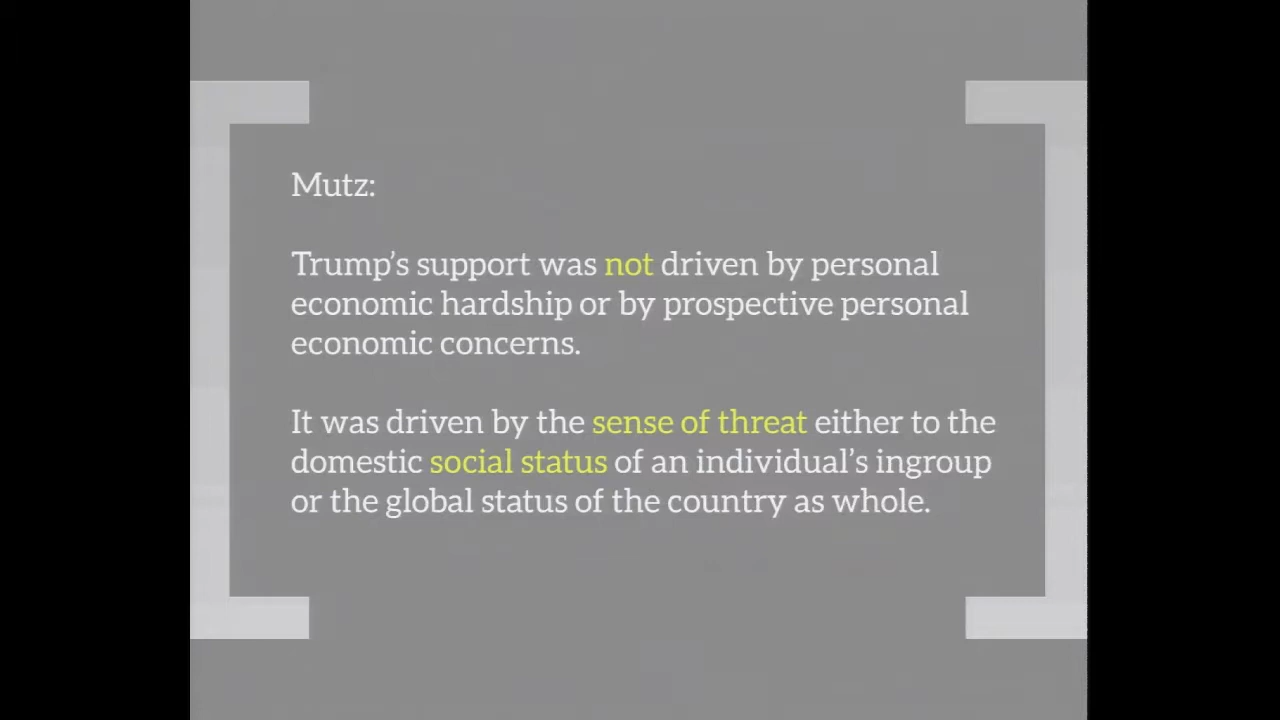 Mutz:
Trump’s support was not driven by personal
economic hardship or by prospective personal
economic concerns.
It was driven by the sense of threat either to the
domestic social status of an individual’s ingroup
or the global status of the country as whole.